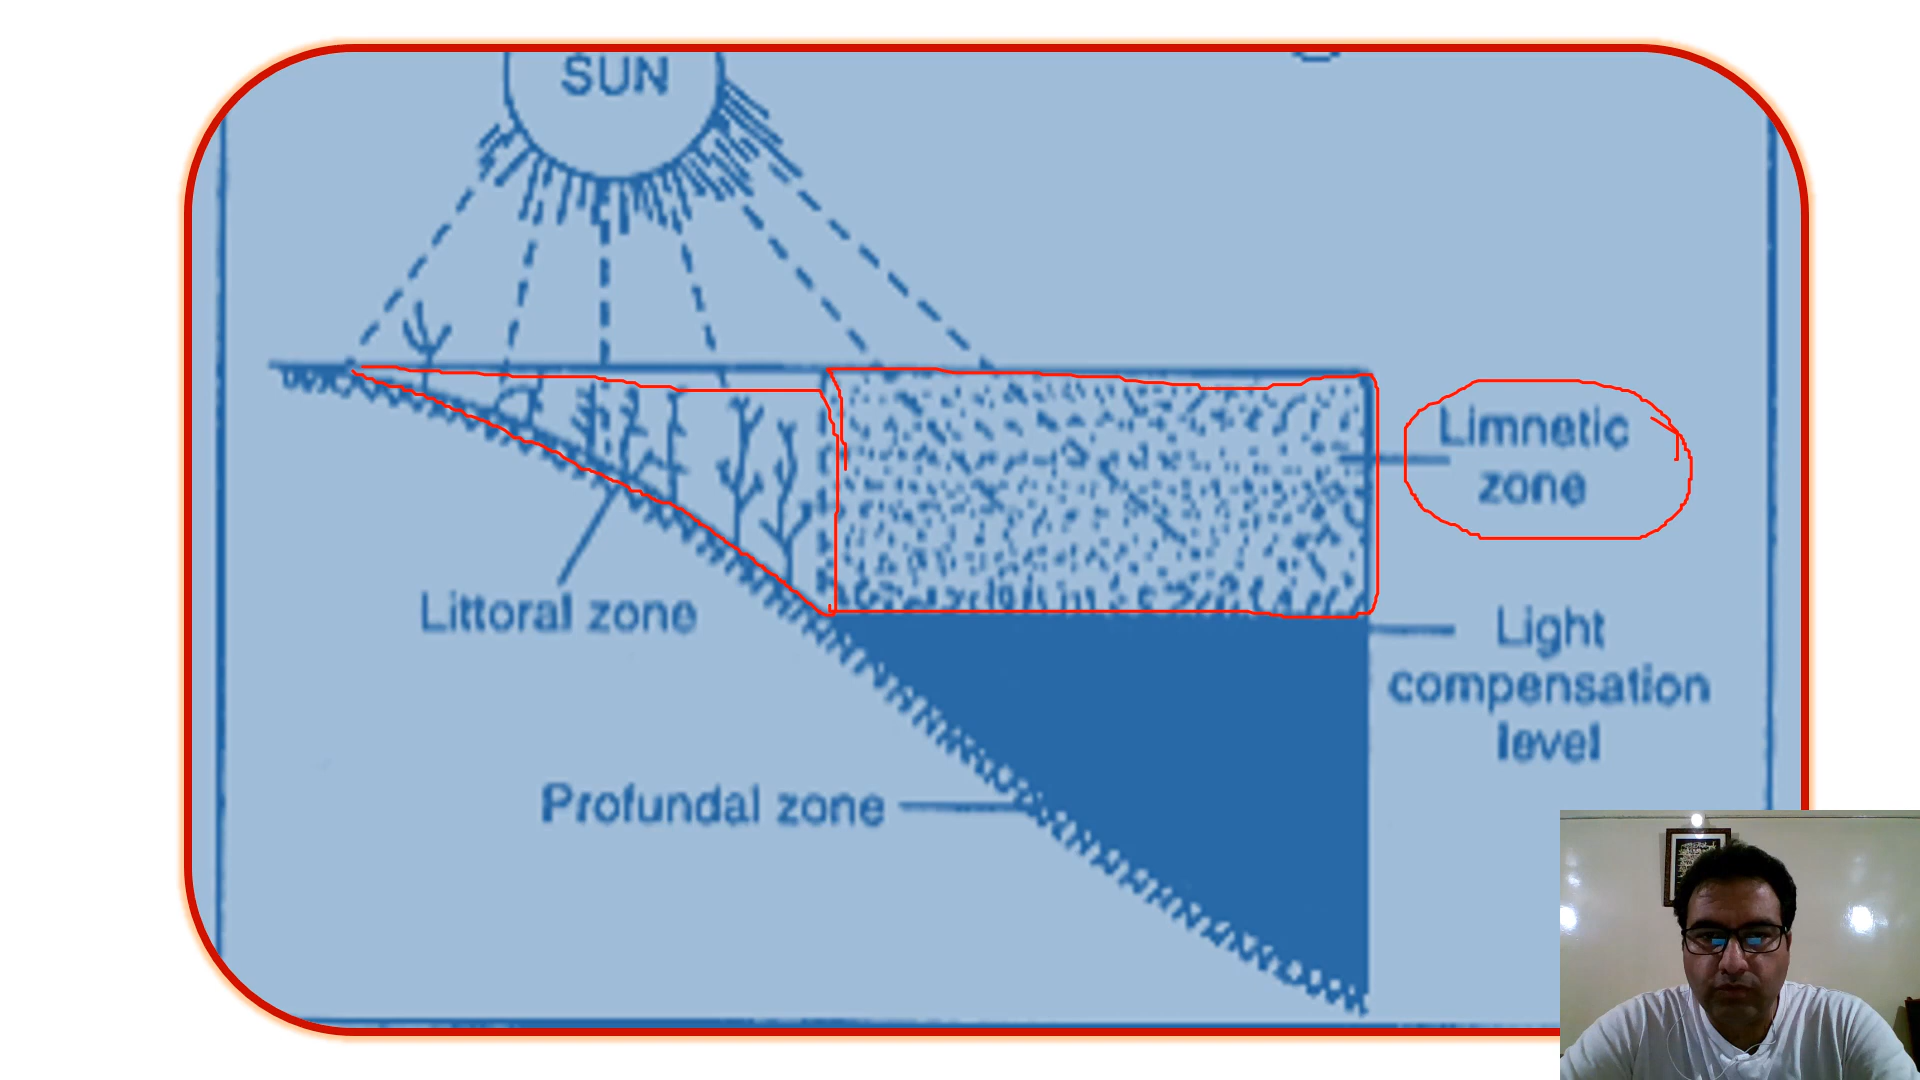 SUN
Limnetic
zone
Littoral zone
Light
compensation
level
Profundal zone